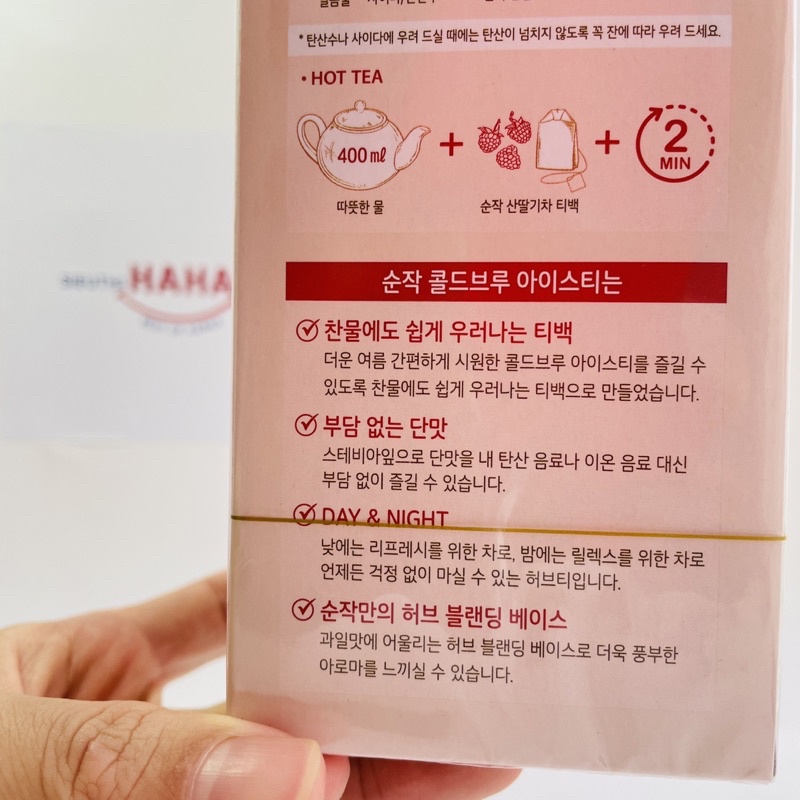 * 탄산수나 사이다에 우려 드실 때에는 탄산이 넘치지 않도록 꼭 잔에 따라 우려 드세요.
• HOT TEA
400㎖ + + 2 MIN
따뜻한 물 순작 산딸기차 티백
HAHA
순작 콜드브루 아이스티는
찬물에도 쉽게 우러나는 티백
더운 여름 간편하게 시원한 콜드브루 아이스티를 즐길 수
있도록 찬물에도 쉽게 우러나는 티백으로 만들었습니다.
부담 없는 단맛
스테비아잎으로 단맛을 내 탄산 음료나 이온 음료 대신
부담 없이 즐길 수 있습니다.
DAY & NIGHT
낮에는 리프레시를 위한 차로, 밤에는 릴렉스를 위한 차로
언제든 걱정 없이 마실 수 있는 허브티입니다.
순작만의 허브 블랜딩 베이스
과일맛에 어울리는 허브 블랜딩 베이스로 더욱 풍부한
아로마를 느끼실 수 있습니다.